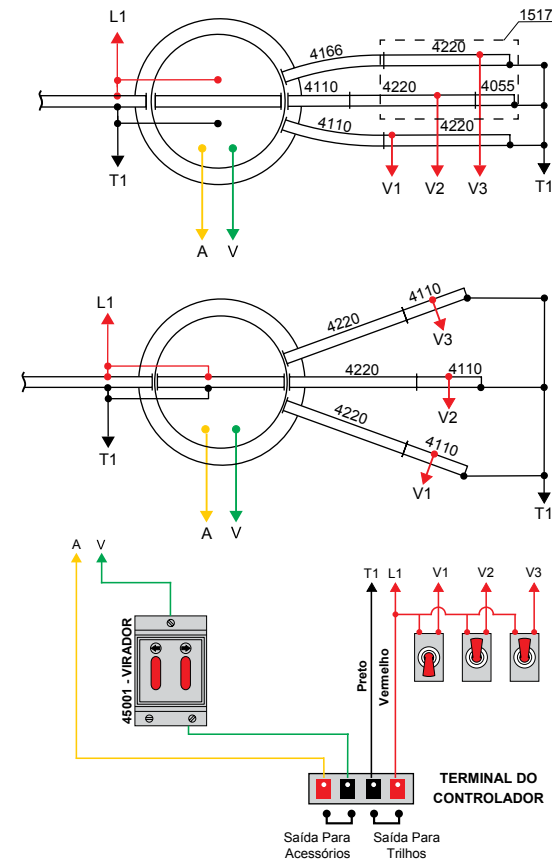 1517
L1
4166
4220
4110
4220
4055
4110
4220
T1
V1
V2
V3
T1
A
V
L1
4220
4110
V3
4220
4110
V2
4220
4110
V1
T1
T1
A
V
A
V
T1
L1
V1
V2
V3
45001 - VIRADOR
Preto
Vermelho
TERMINAL DO
CONTROLADOR
Saída Para
Acessórios
Saída Para
Trilhos